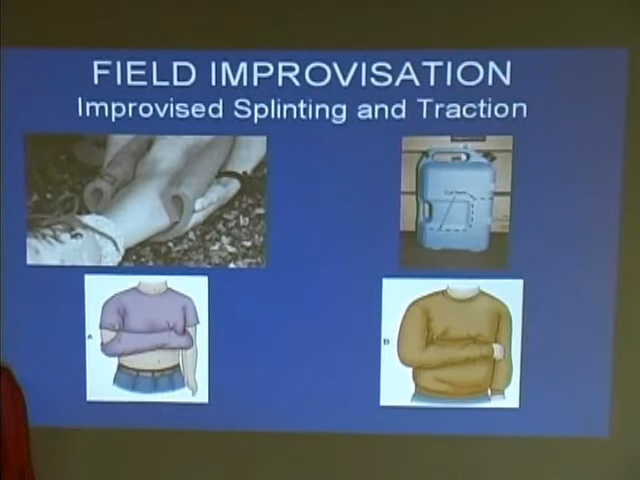 FIELD IMPROVISATION
Improvised Splinting and Traction
A
B